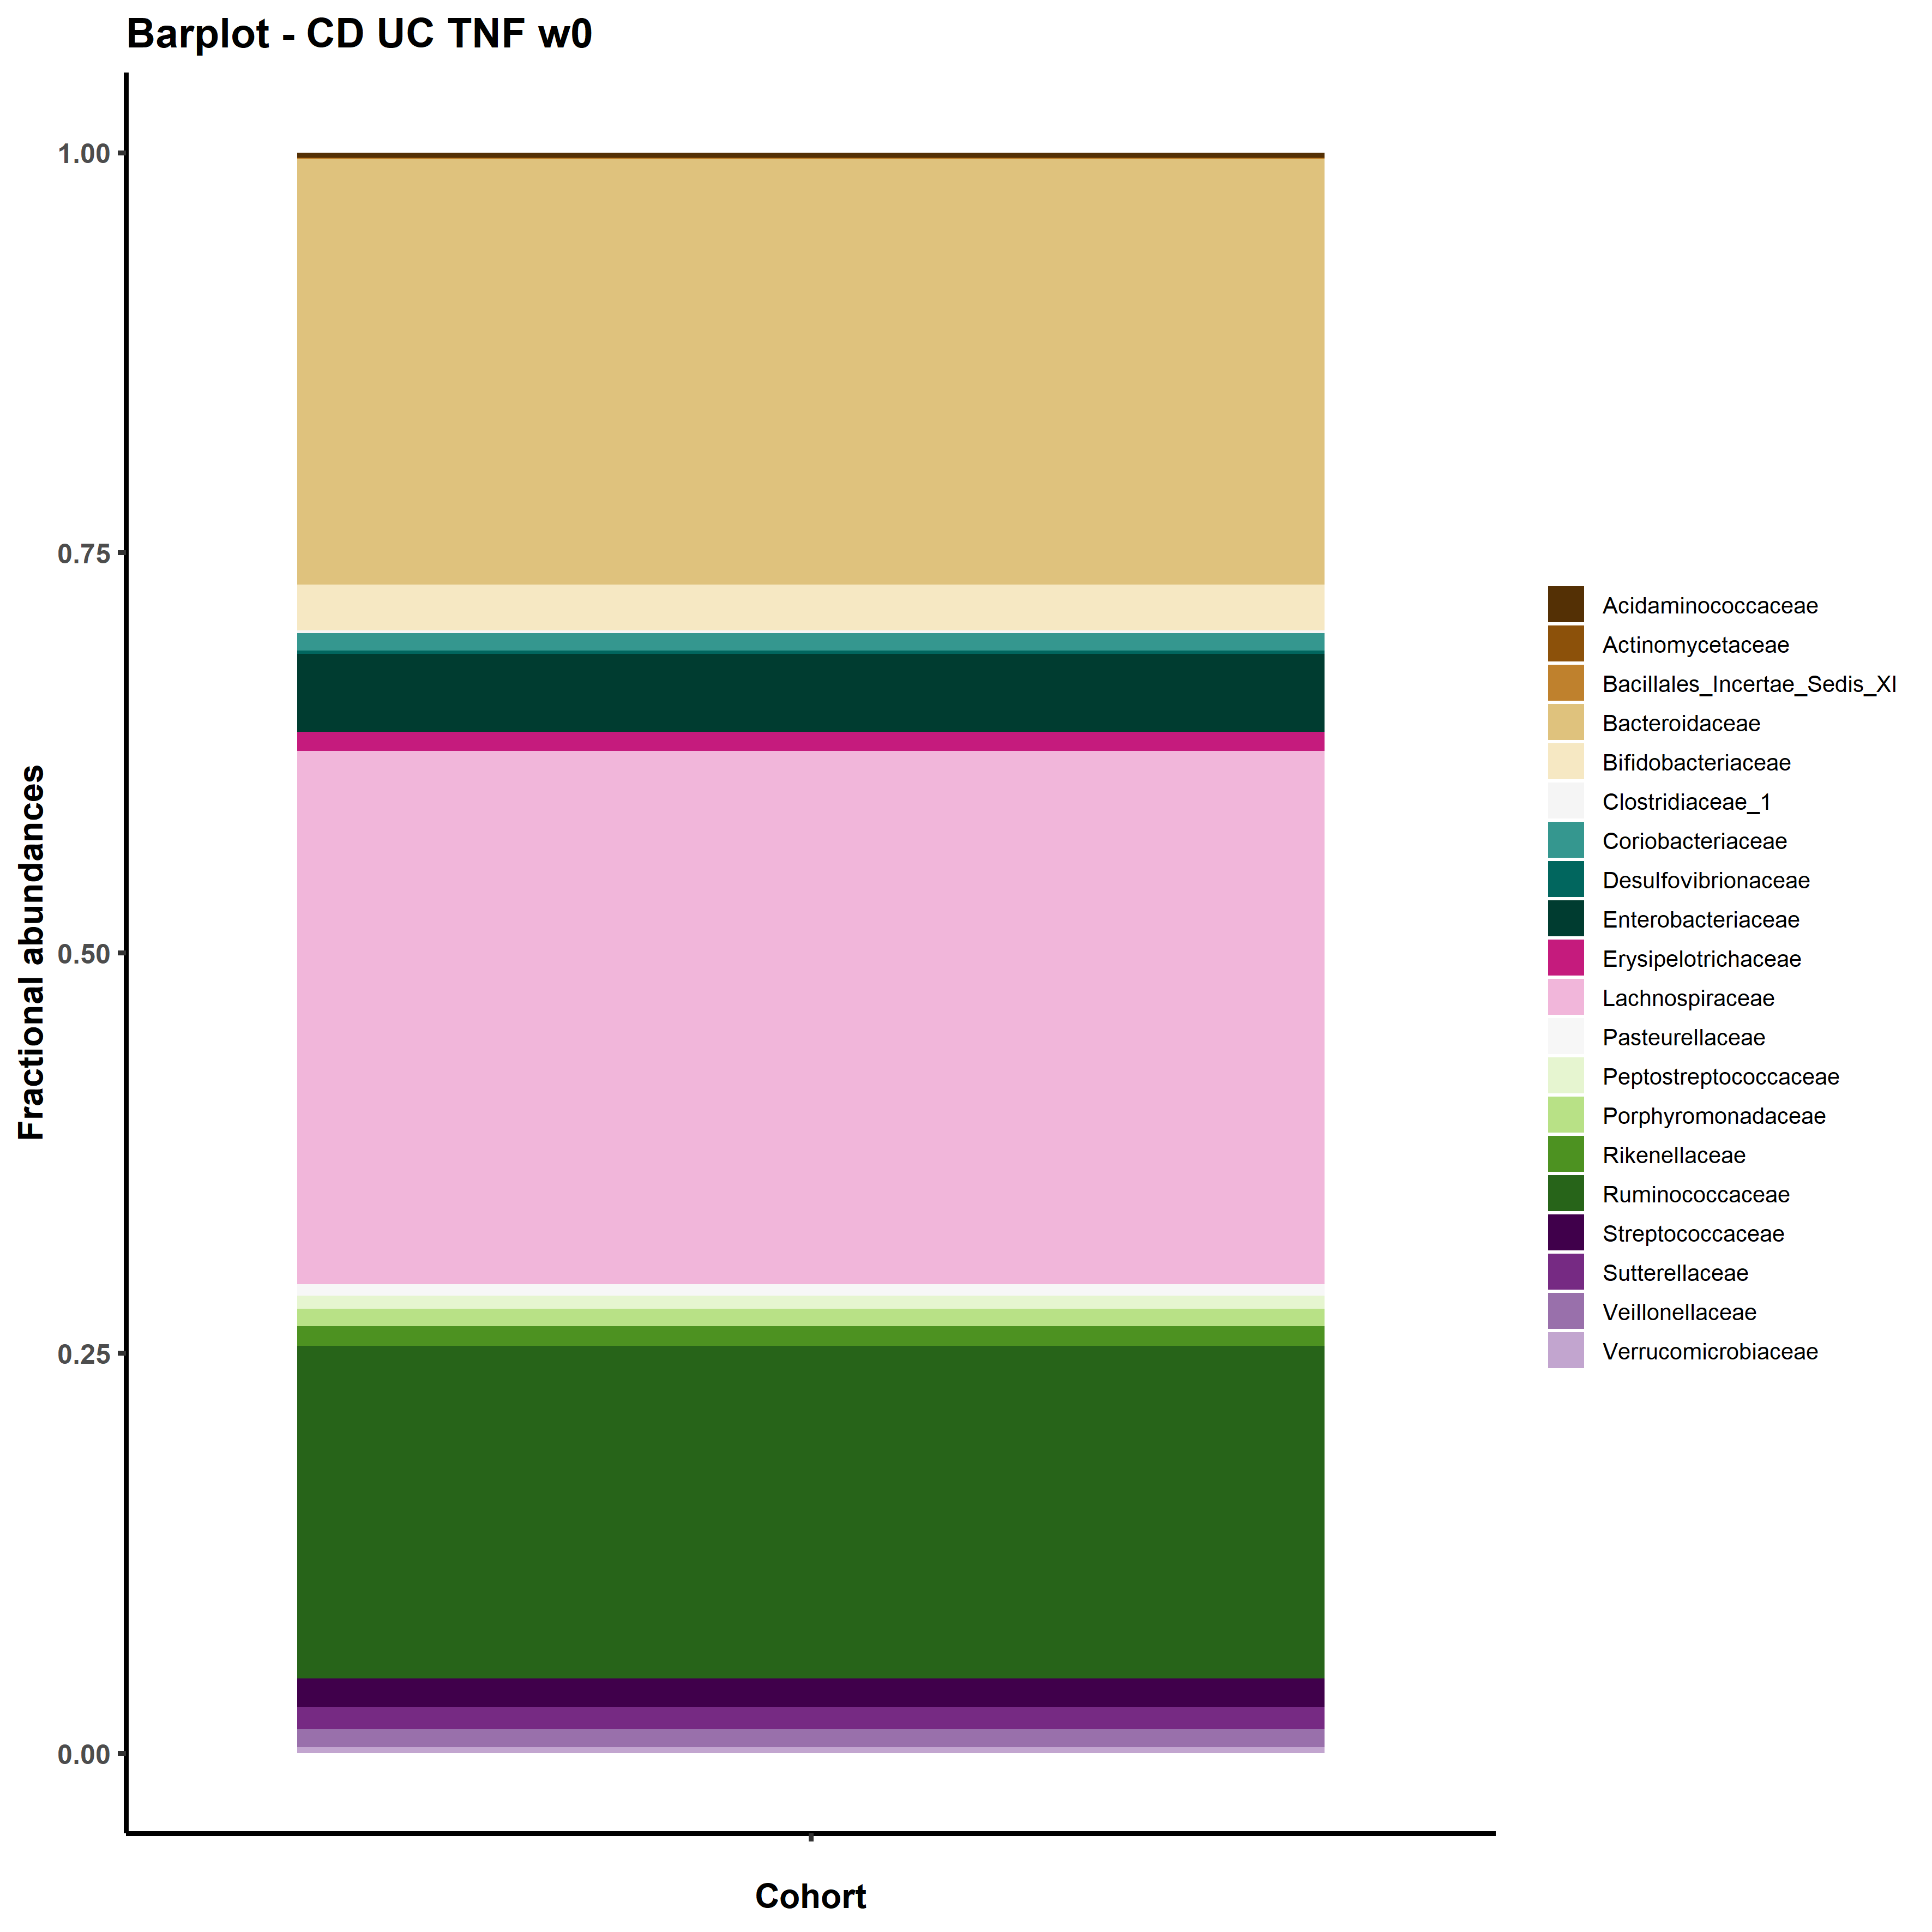 Barplot - CD UC TNF w0
Fractional abundances
1.00
0.75
0.50
0.25
0.00
Cohort
Acidaminococcaceae
Actinomycetaceae
Bacillales_Incertae_Sedis_XI
Bacteroidaceae
Bifidobacteriaceae
Clostridiaceae_1
Coriobacteriaceae
Desulfovibrionaceae
Enterobacteriaceae
Erysipelotrichaceae
Lachnospiraceae
Pasteurellaceae
Peptostreptococcaceae
Porphyromonadaceae
Rikenellaceae
Ruminococcaceae
Streptococcaceae
Sutterellaceae
Veillonellaceae
Verrucomicrobiaceae